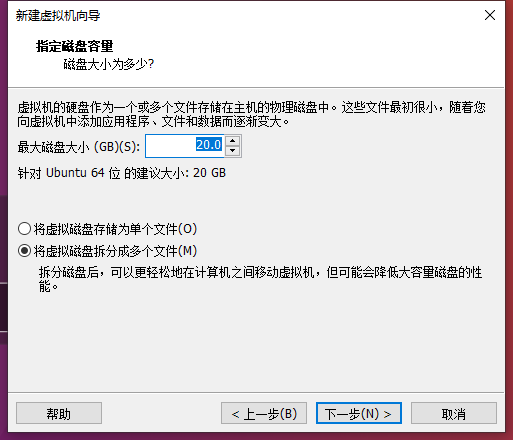 新建虚拟机向导
指定磁盘容量
磁盘大小为多少?
虚拟机的硬盘作为一个或多个文件存储在主机的物理磁盘中。这些文件最初很小，随着您
向虚拟机中添加应用程序、文件和数据而逐渐变大。
最大磁盘大小 (GB)(S): 20.0
针对 Ubuntu 64 位 的建议大小: 20 GB
将虚拟磁盘存储为单个文件(O)
将虚拟磁盘拆分成多个文件(M)
拆分磁盘后，可以更轻松地在计算机之间移动虚拟机，但可能会降低大容量磁盘的性
能。
帮助 < 上一步(B) 下一步(N) > 取消